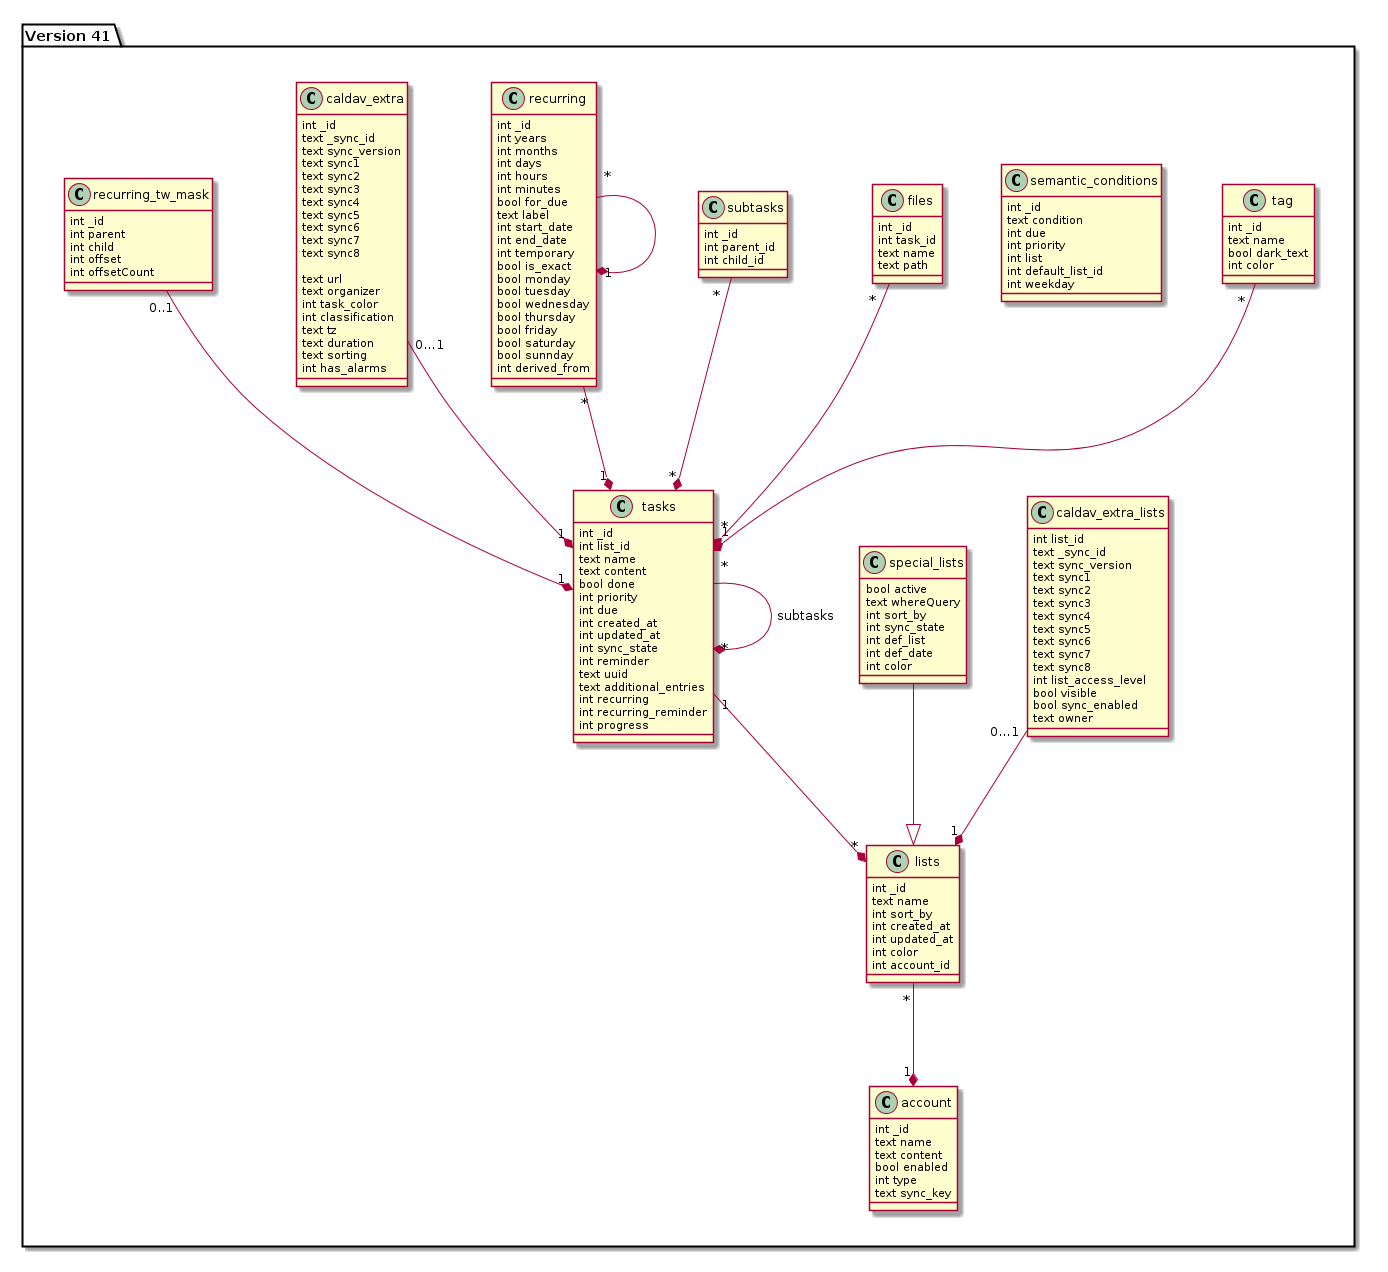 Version 41
recurring_tw_mask
int _id
int parent
int child
int offset
int offsetCount
0..1
caldav_extra
int _id
text _sync_id
text sync_version
text sync1
text sync2
text sync3
text sync4
text sync5
text sync6
text sync7
text sync8
text url
text organizer
int task_color
int classification
text tz
text duration
text sorting
int has_alarms
0...1
recurring
int _id
int years
int months
int days
int hours
int minutes
bool for_due
text label
int start_date
int end_date
int temporary
bool is_exact
bool monday
bool tuesday
bool wednesday
bool thursday
bool friday
bool saturday
bool sunnday
int derived_from
*
1
*
subtasks
int _id
int parent_id
int child_id
*
files
int _id
int task_id
text name
text path
*
semantic_conditions
int _id
text condition
int due
int priority
int list
int default_list_id
int weekday
tag
int _id
text name
bool dark_text
int color
*
1
*
1
1
*
1
tasks
int _id
int list_id
text name
text content
bool done
int priority
int due
int created_at
int updated_at
int sync_state
int reminder
text uuid
text additional_entries
int recurring
int recurring_reminder
int progress
*
subtasks
*
1
special_lists
bool active
text whereQuery
int sort_by
int sync_state
int def_list
int def_date
int color
caldav_extra_lists
int list_id
text _sync_id
text sync_version
text sync1
text sync2
text sync3
text sync4
text sync5
text sync6
text sync7
text sync8
int list_access_level
bool visible
bool sync_enabled
text owner
0...1
*
1
lists
int _id
text name
int sort_by
int created_at
int updated_at
int color
int account_id
*
1
account
int _id
text name
text content
bool enabled
int type
text sync_key